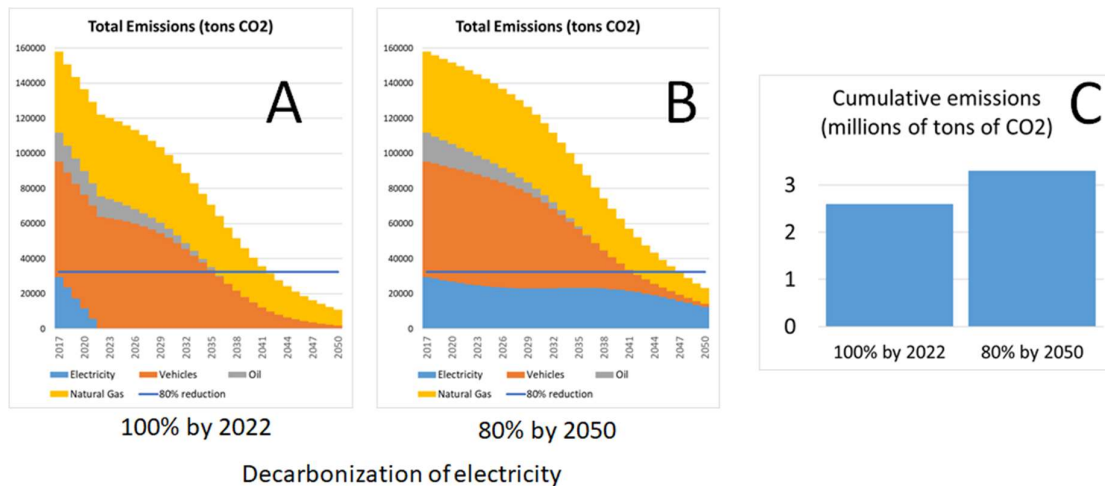 Total Emissions (tons CO2)
A
160000
140000
120000
100000
80000
60000
40000
20000
0
2017
2020
2023
2026
2029
2032
2035
2038
2041
2044
2047
2050
Electricity
Vehicles
Oil
Natural Gas
80% reduction
100% by 2022
Total Emissions (tons CO2)
B
160000
140000
120000
100000
80000
60000
40000
20000
0
2017
2020
2023
2026
2029
2032
2035
2038
2041
2044
2047
2050
Electricity
Vehicles
Oil
Natural Gas
80% reduction
80% by 2050
Cumulative emissions
(millions of tons of CO2)
C
3
2
1
0
100% by 2022
80% by 2050
Decarbonization of electricity